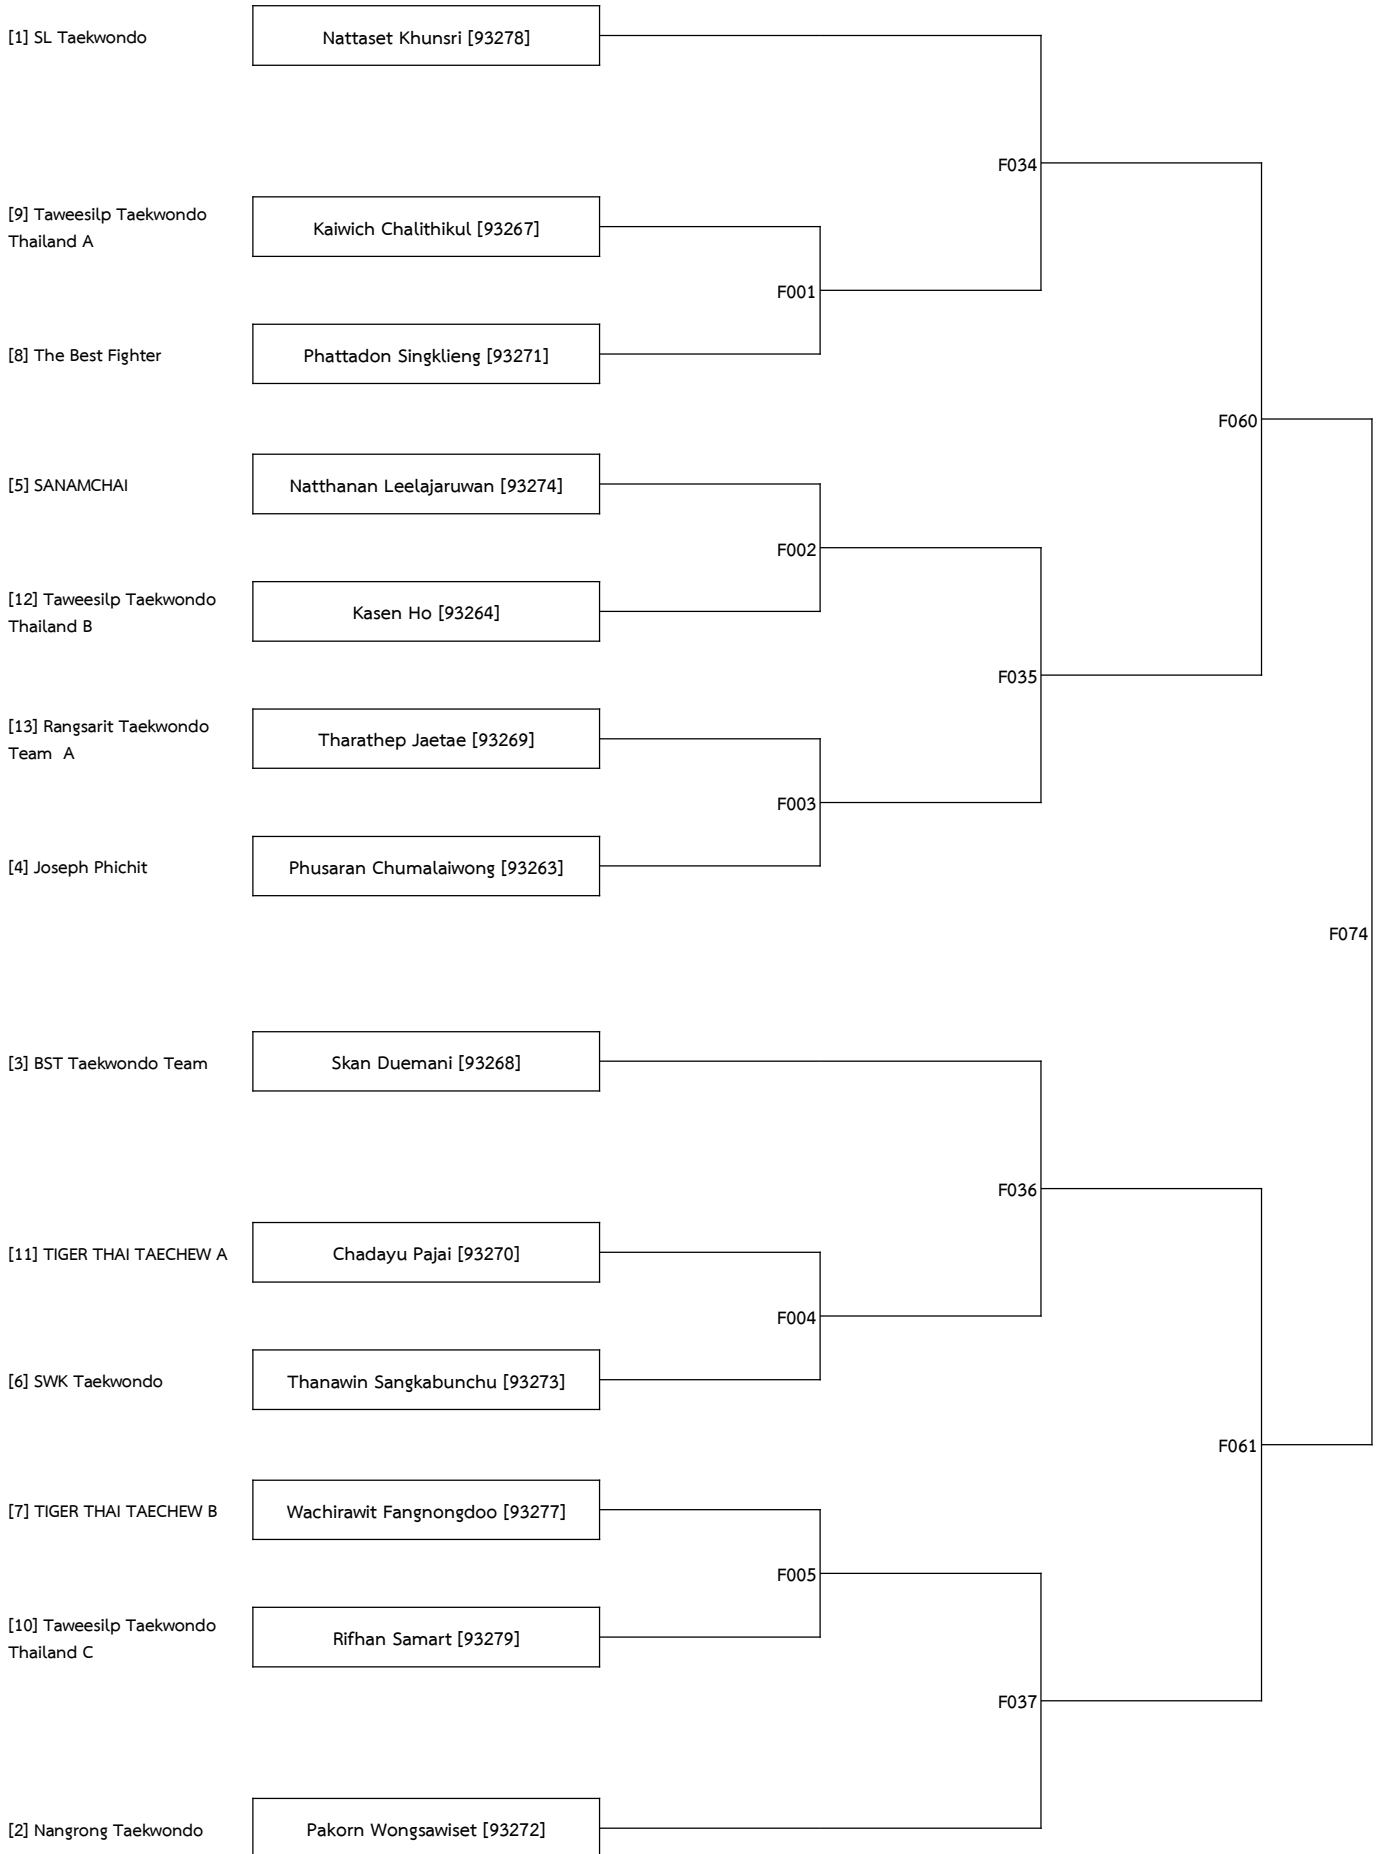 [1] SL Taekwondo
Nattaset Khunsri [93278]
F034
[9] Taweesilp Taekwondo
Thailand A
Kaiwich Chalithikul [93267]
F001
[8] The Best Fighter
Phattadon Singklieng [93271]
F060
[5] SANAMCHAI
Natthanan Leelajaruwan [93274]
F002
[12] Taweesilp Taekwondo
Thailand B
Kasen Ho [93264]
F035
[13] Rangsarit Taekwondo
Team  A
Tharathep Jaetae [93269]
F003
[4] Joseph Phichit
Phusaran Chumalaiwong [93263]
F074
[3] BST Taekwondo Team
Skan Duemani [93268]
F036
[11] TIGER THAI TAECHEW A
Chadayu Pajai [93270]
F004
[6] SWK Taekwondo
Thanawin Sangkabunchu [93273]
F061
[7] TIGER THAI TAECHEW B
Wachirawit Fangnongdoo [93277]
F005
[10] Taweesilp Taekwondo
Thailand C
Rifhan Samart [93279]
F037
[2] Nangrong Taekwondo
Pakorn Wongsawiset [93272]